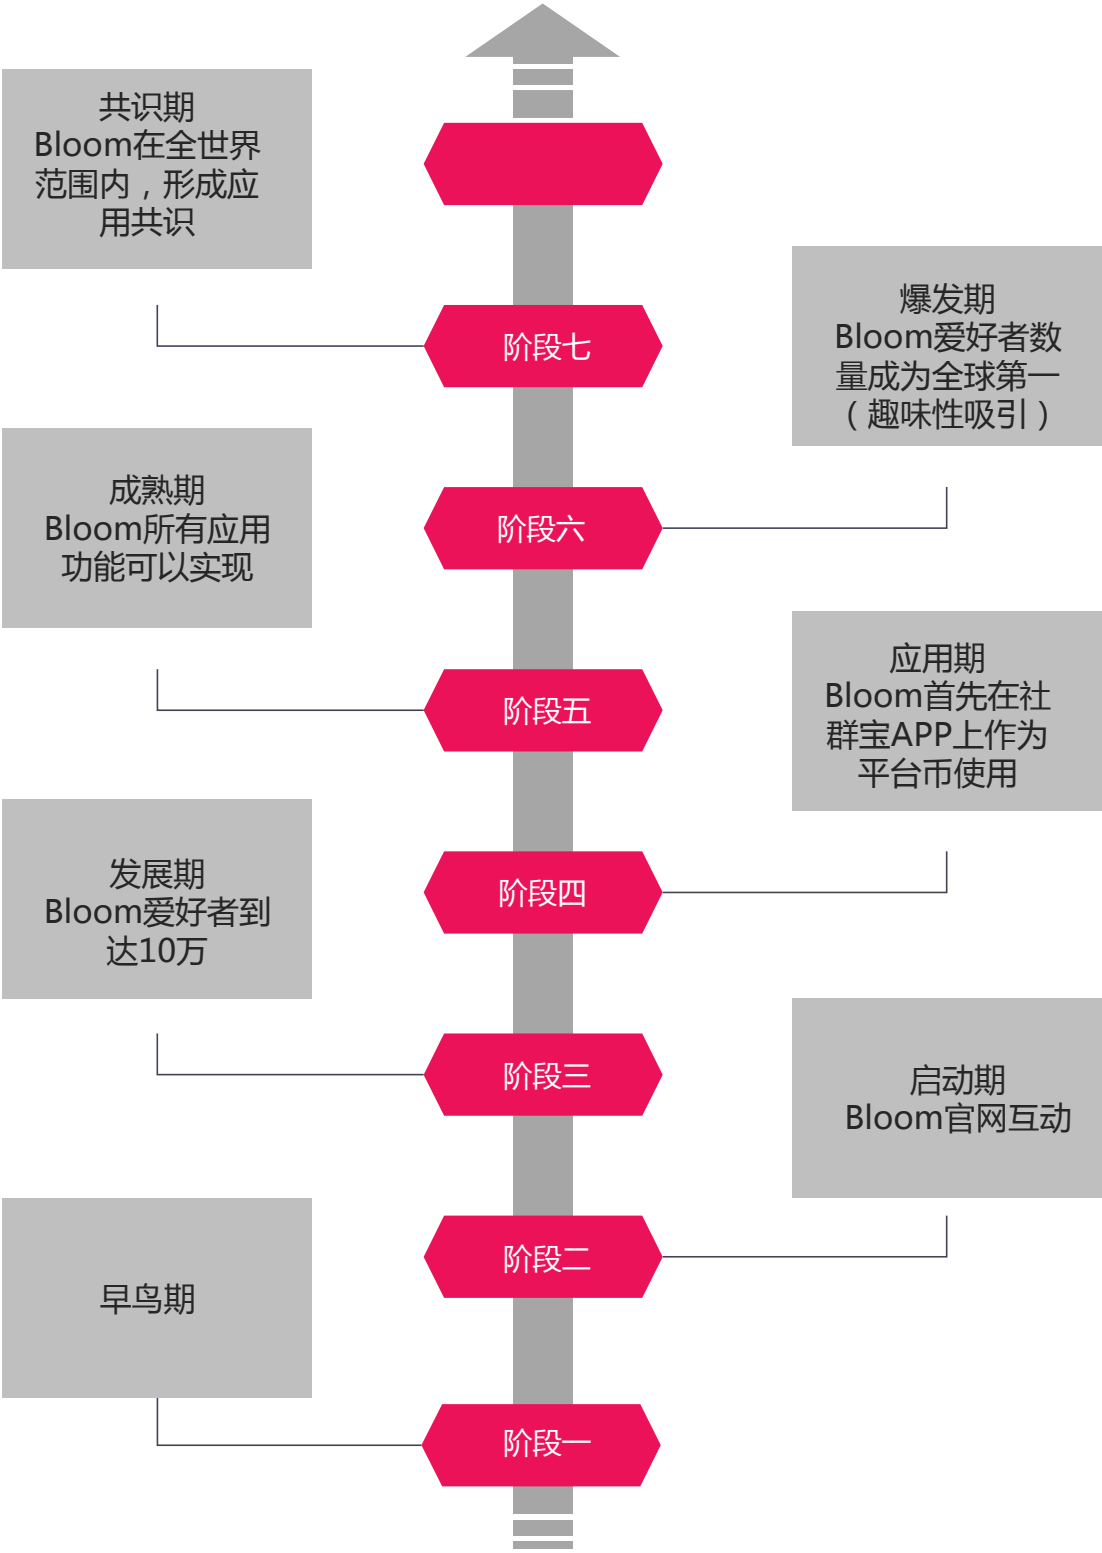 共识期
Bloom在全世界
范围内，形成应
用共识
爆发期
Bloom爱好者数
量成为全球第一
（趣味性吸引）
阶段七
成熟期
Bloom所有应用
功能可以实现
阶段六
应用期
Bloom首先在社
群宝APP上作为
平台币使用
阶段五
发展期
Bloom爱好者到
达10万
阶段四
启动期
Bloom官网互动
阶段三
早鸟期
阶段二
阶段一